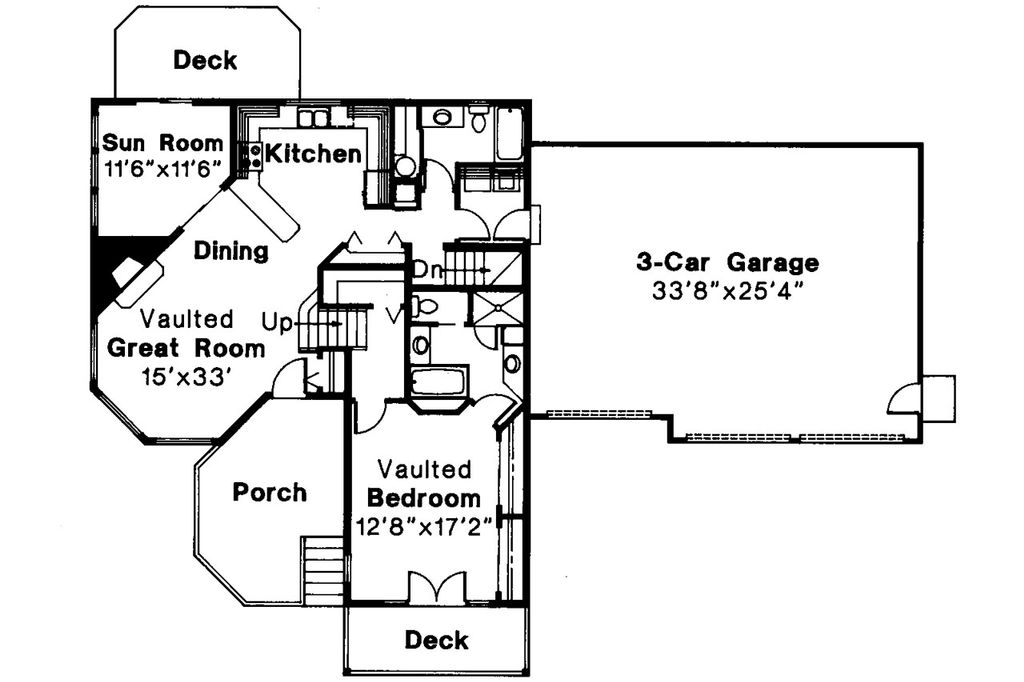 Deck
Sun Room
11'6"x11'6"
Kitchen
Dining
Dn
3-Car Garage
33'8"x25'4"
Vaulted
Great Room
15'x33'
Up
Vaulted
Bedroom
12'8"x17'2"
Porch
Deck